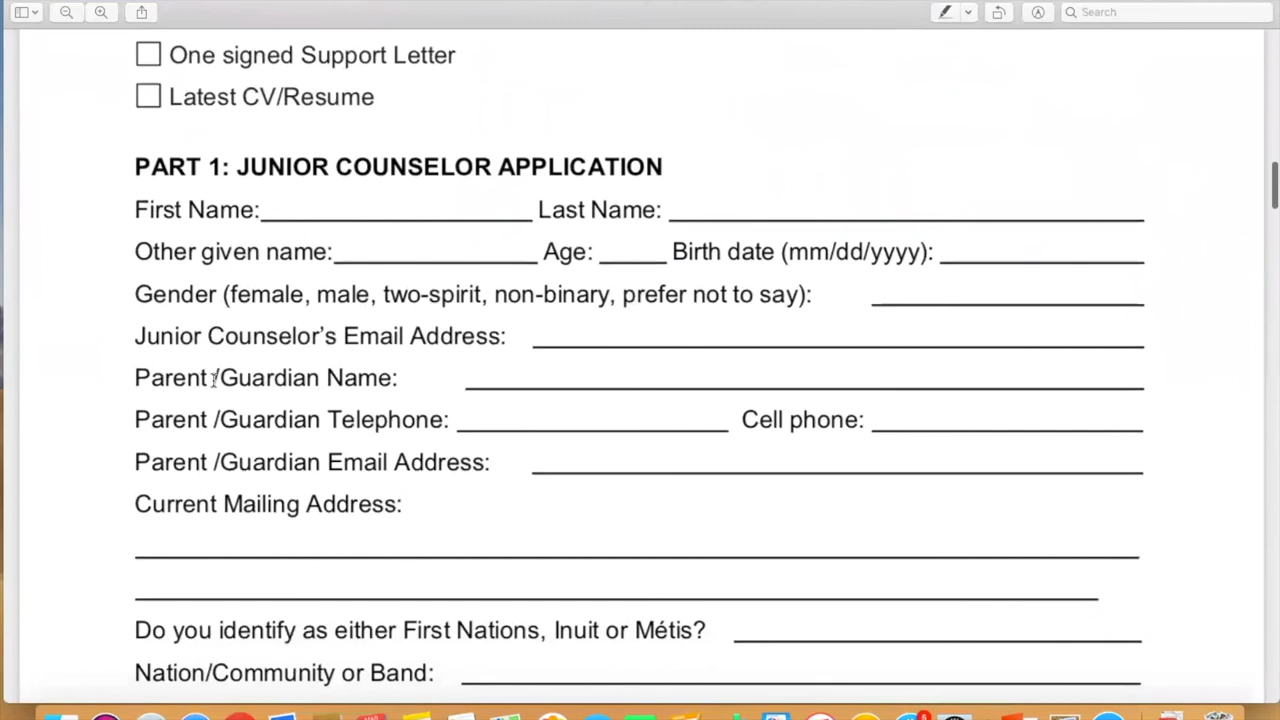 Search
One signed Support Letter
Latest CV/Resume
PART 1: JUNIOR COUNSELOR APPLICATION
First Name: Last Name:
Other given name: Age: Birth date (mm/dd/yyyy):
Gender (female, male, two-spirit, non-binary, prefer not to say):
Junior Counselor’s Email Address:
Parent /Guardian Name:
Parent /Guardian Telephone: Cell phone:
Parent /Guardian Email Address:
Current Mailing Address:
Do you identify as either First Nations, Inuit or Métis?
Nation/Community or Band: